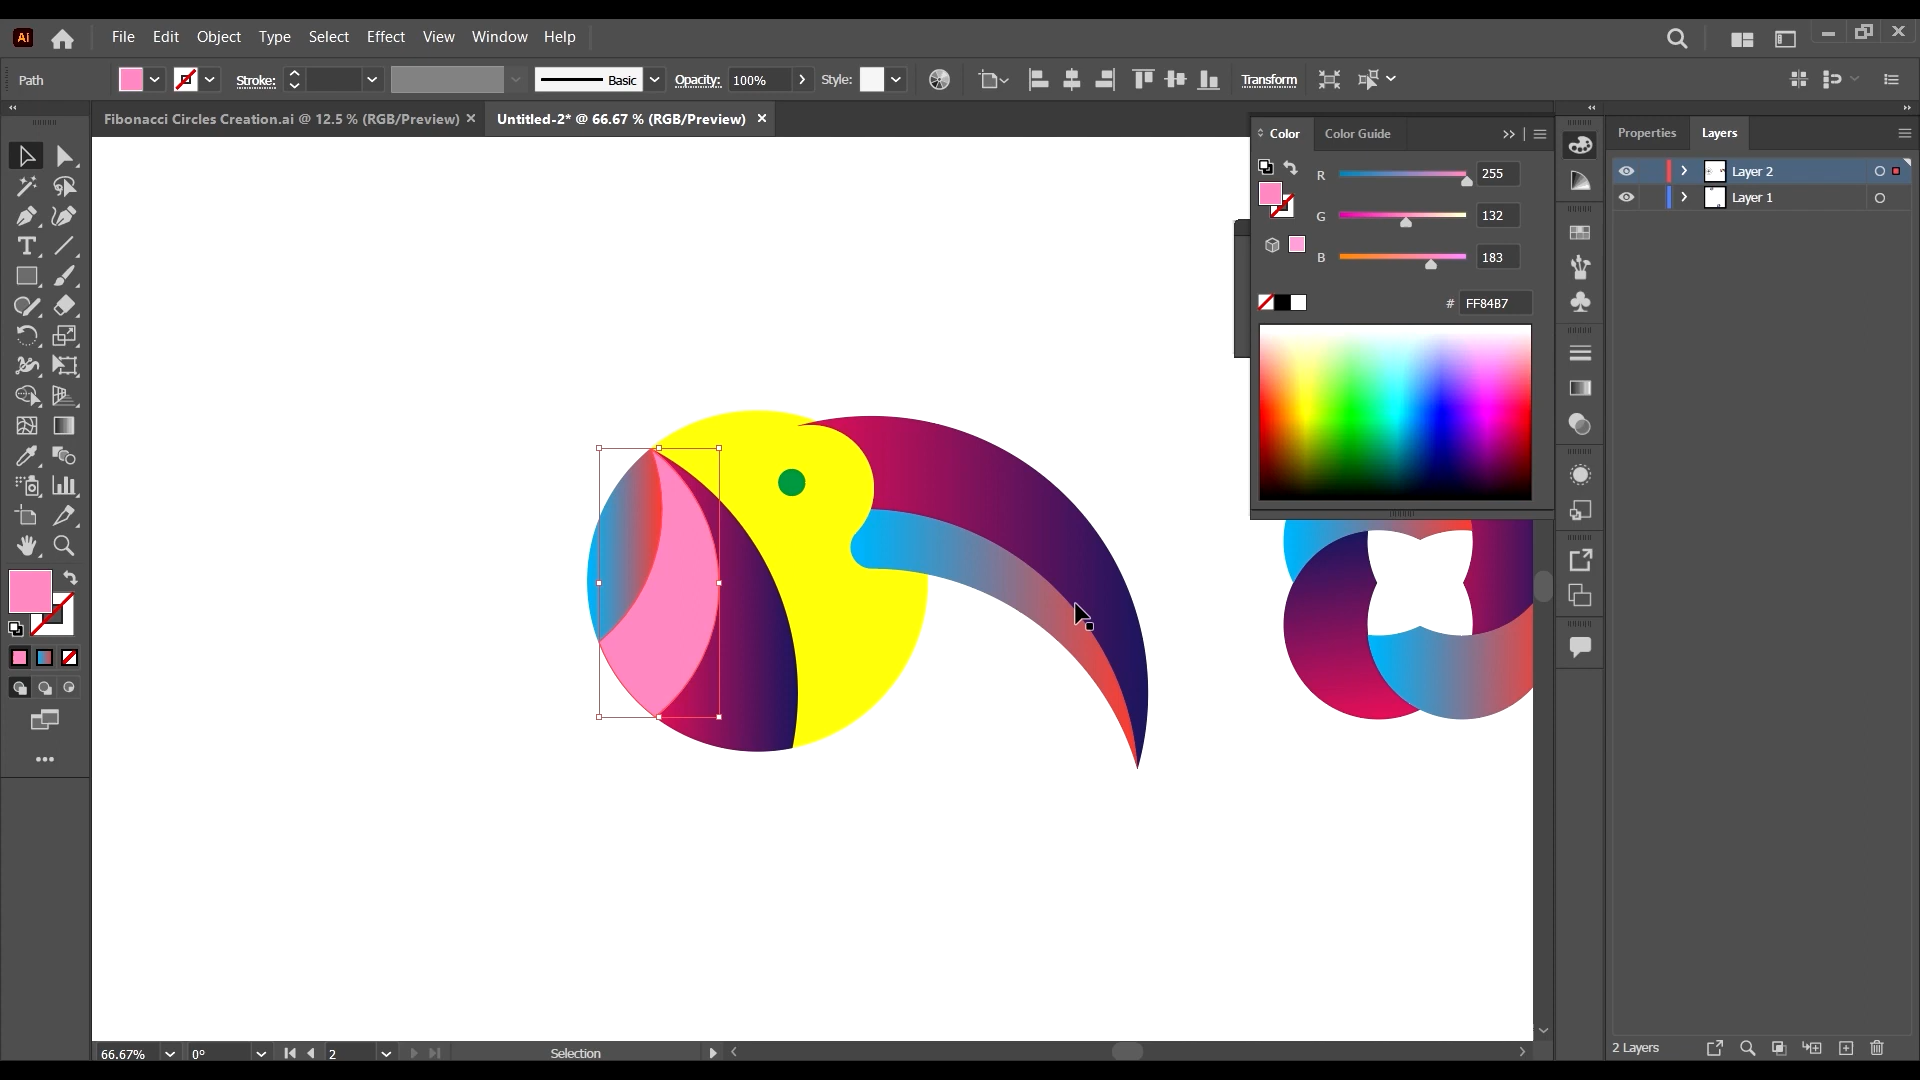 Ai File Edit Object Type Select Effect View Window Help
Path Stroke: Basic Opacity: 100% Style: Transform
Fibonacci Circles Creation.ai @ 12.5 % (RGB/Preview) Untitled-2* @ 66.67 % (RGB/Preview)
Color Color Guide
R 255
G 132
B 183
# FF84B7
Properties Layers
Layer 2
Layer 1
66.67% 0° 2 Selection
2 Layers